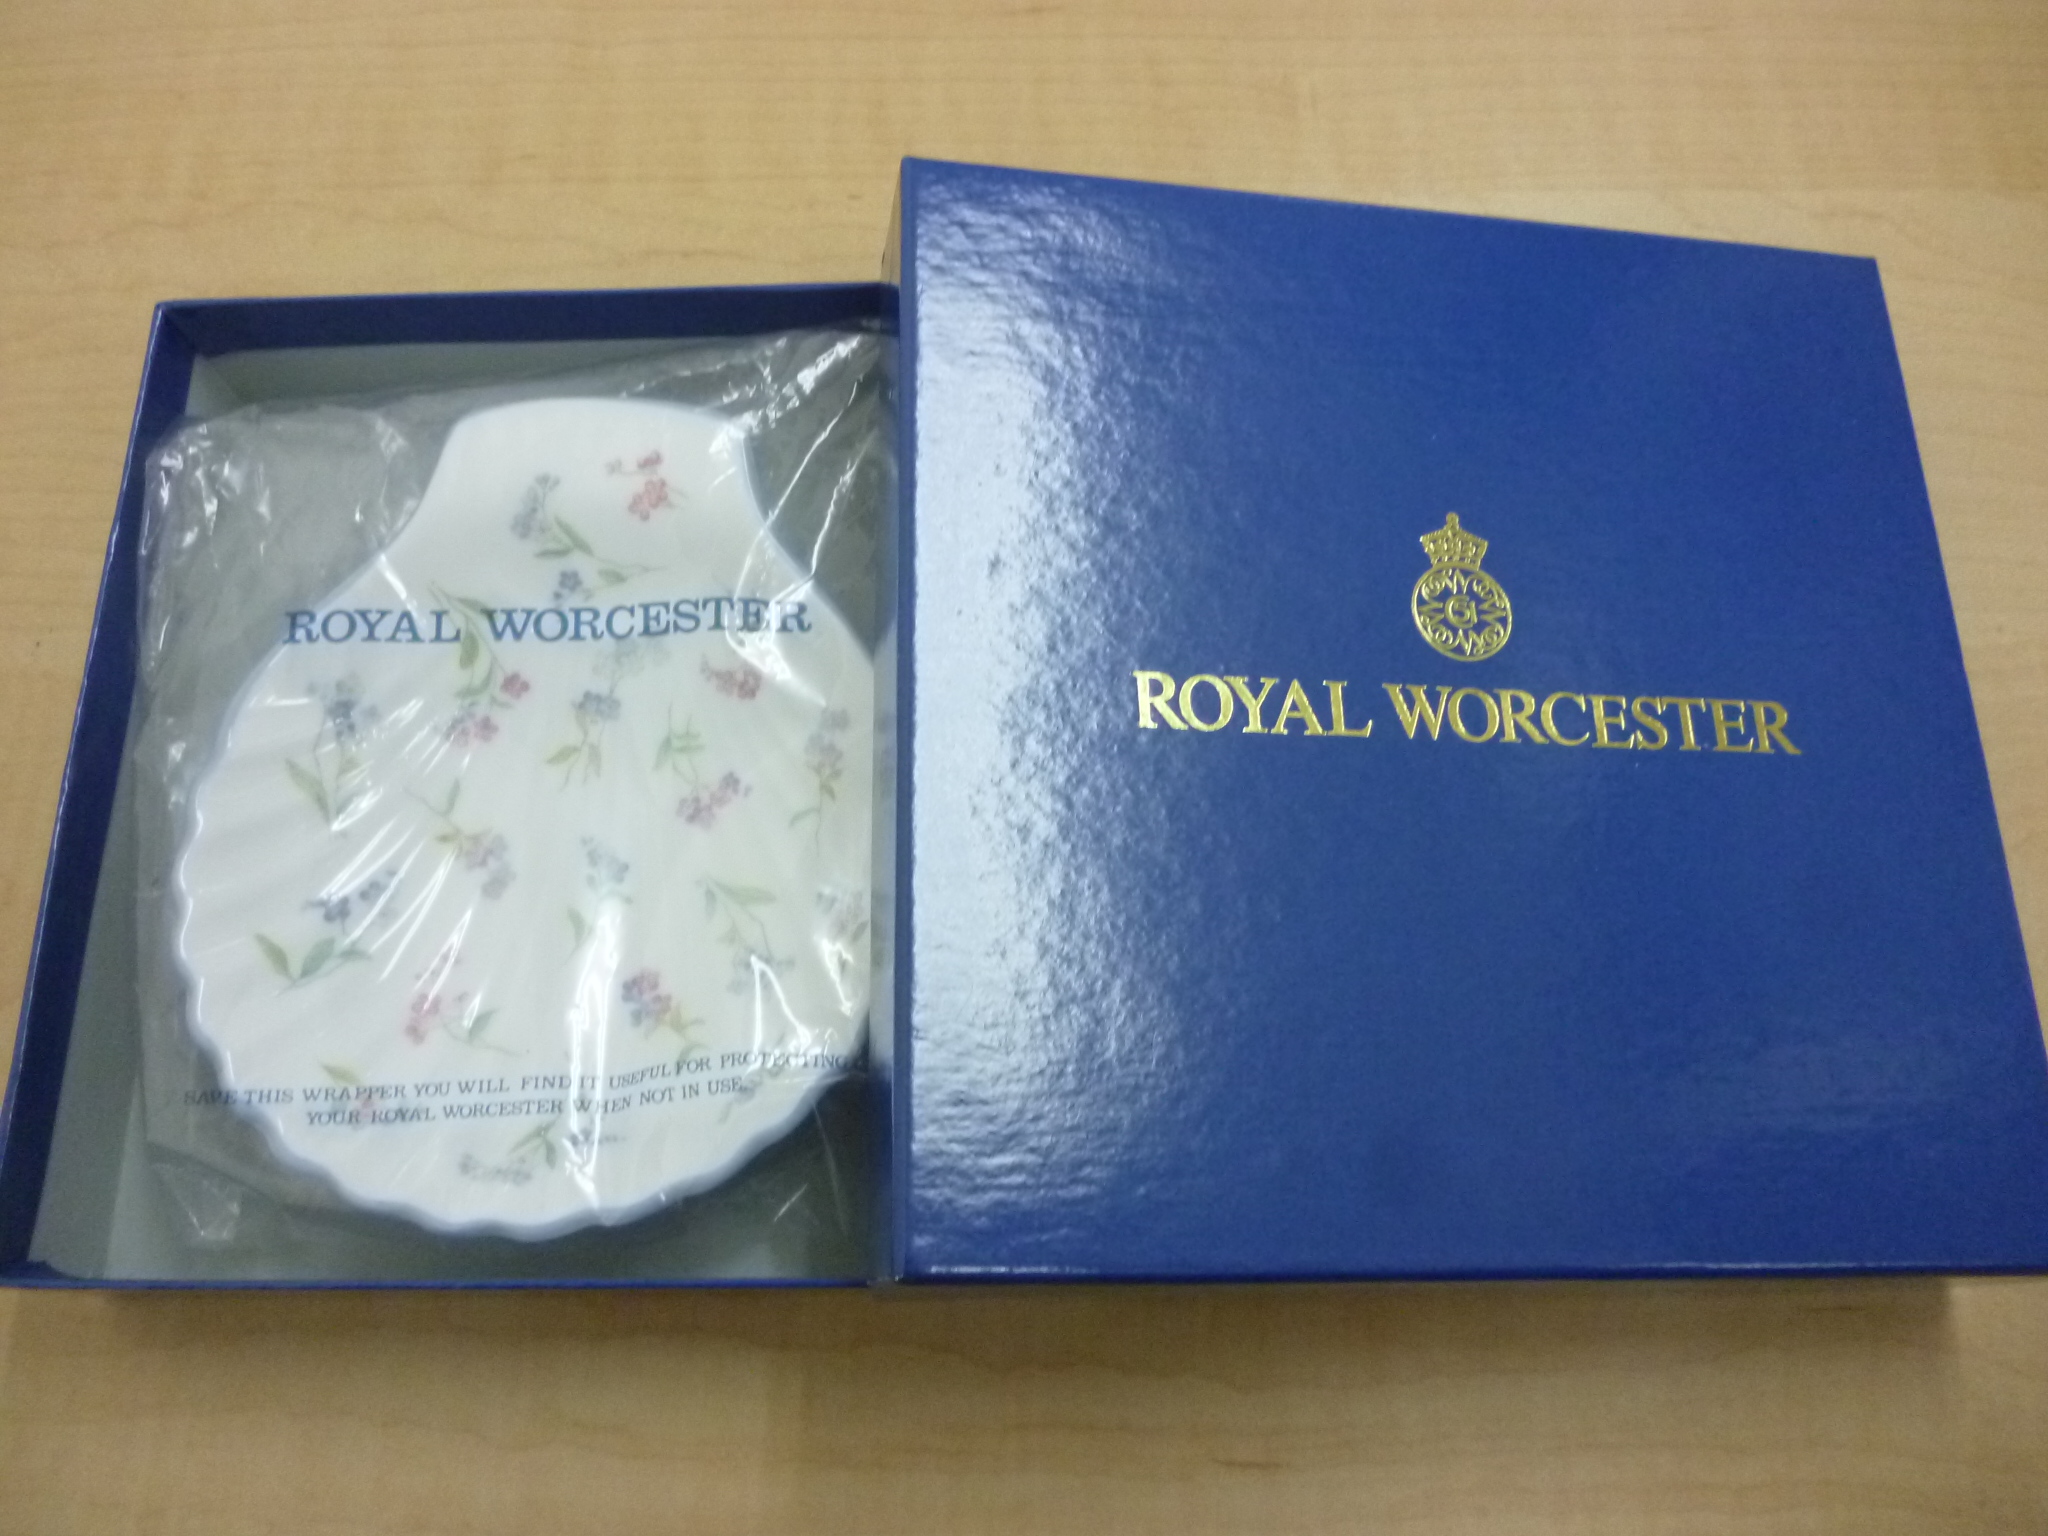 ROYAL WORCESTER
SAVE THIS WRAPPER YOU WILL FIND IT USEFUL FOR PROTECTING
YOUR ROYAL WORCESTER WHEN NOT IN USE.
ROYAL WORCESTER